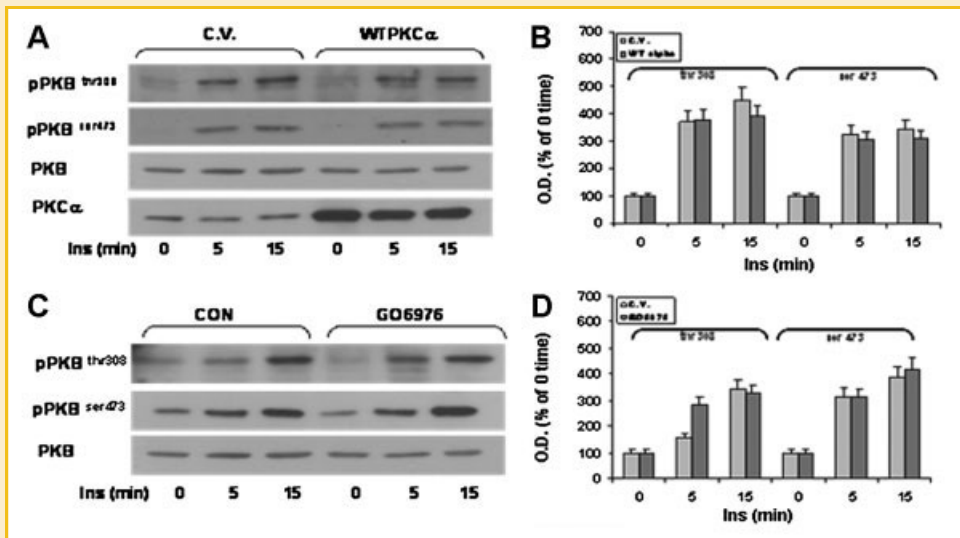 A
C.V.
WTPKCα
pPKB thr308
pPKB ser473
PKB
PKCα
Ins (min) 0 5 15 0 5 15
B
C.V.
WT alpha
thr 308
ser 473
O.D. (% of 0 time)
700
600
500
400
300
200
100
0
0 5 15 0 5 15
Ins (min)
C
CON
GO6976
pPKB thr308
pPKB ser473
PKB
Ins (min) 0 5 15 0 5 15
D
C.V.
GO6976
thr 308
ser 473
O.D. (% of 0 time)
700
600
500
400
300
200
100
0
0 5 15 0 5 15
Ins (min)